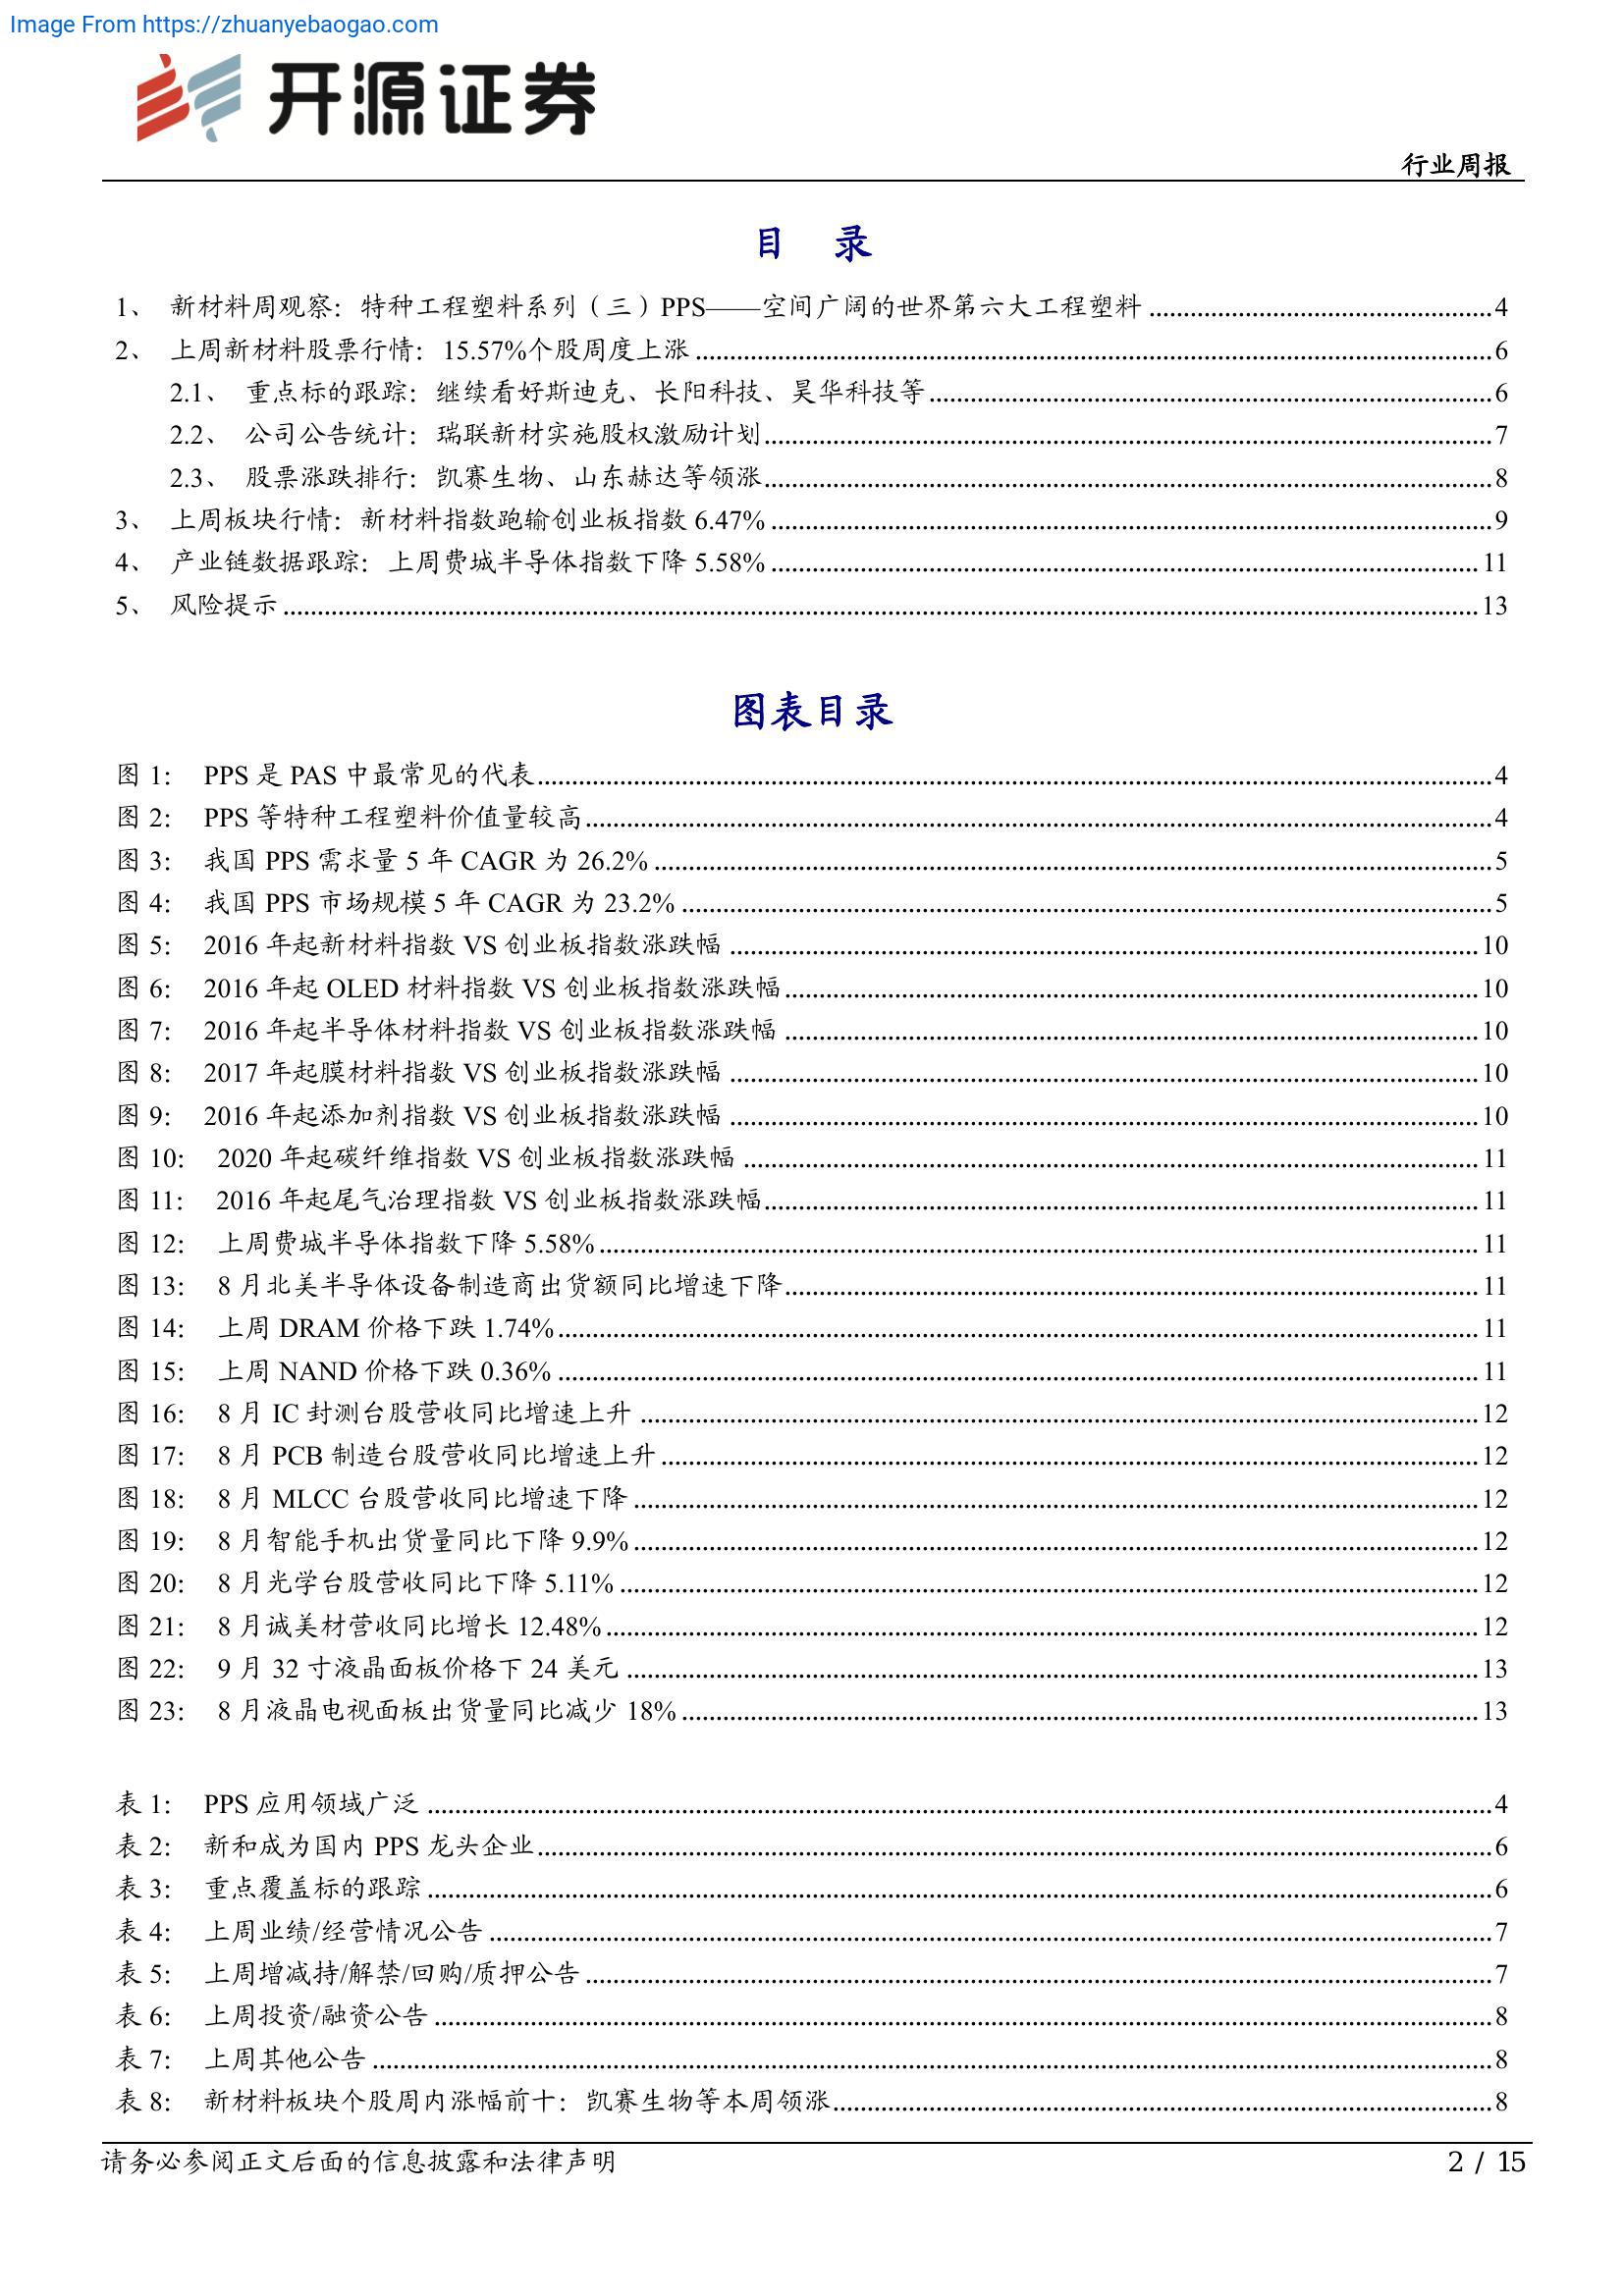 Image From https://zhuanyebaogao.com
开源证券
行业周报
目 录
1、 新材料周观察：特种工程塑料系列（三）PPS——空间广阔的世界第六大工程塑料 4
2、 上周新材料股票行情：15.57%个股周度上涨 6
2.1、 重点标的跟踪：继续看好斯迪克、长阳科技、昊华科技等 6
2.2、 公司公告统计：瑞联新材实施股权激励计划 7
2.3、 股票涨跌排行：凯赛生物、山东赫达等领涨 8
3、 上周板块行情：新材料指数跑输创业板指数 6.47% 9
4、 产业链数据跟踪：上周费城半导体指数下降 5.58% 11
5、 风险提示 13
图表目录
图 1： PPS 是 PAS 中最常见的代表 4
图 2： PPS 等特种工程塑料价值量较高 4
图 3： 我国 PPS 需求量 5 年 CAGR 为 26.2% 5
图 4： 我国 PPS 市场规模 5 年 CAGR 为 23.2% 5
图 5： 2016 年起新材料指数 VS 创业板指数涨跌幅 10
图 6： 2016 年起 OLED 材料指数 VS 创业板指数涨跌幅 10
图 7： 2016 年起半导体材料指数 VS 创业板指数涨跌幅 10
图 8： 2017 年起膜材料指数 VS 创业板指数涨跌幅 10
图 9： 2016 年起添加剂指数 VS 创业板指数涨跌幅 10
图 10： 2020 年起碳纤维指数 VS 创业板指数涨跌幅 11
图 11： 2016 年起尾气治理指数 VS 创业板指数涨跌幅 11
图 12： 上周费城半导体指数下降 5.58% 11
图 13： 8 月北美半导体设备制造商出货额同比增速下降 11
图 14： 上周 DRAM 价格下跌 1.74% 11
图 15： 上周 NAND 价格下跌 0.36% 11
图 16： 8 月 IC 封测台股营收同比增速上升 12
图 17： 8 月 PCB 制造台股营收同比增速上升 12
图 18： 8 月 MLCC 台股营收同比增速下降 12
图 19： 8 月智能手机出货量同比下降 9.9% 12
图 20： 8 月光学台股营收同比下降 5.11% 12
图 21： 8 月诚美材营收同比增长 12.48% 12
图 22： 9 月 32 寸液晶面板价格下 24 美元 13
图 23： 8 月液晶电视面板出货量同比减少 18% 13
表 1： PPS 应用领域广泛 4
表 2： 新和成为国内 PPS 龙头企业 6
表 3： 重点覆盖标的跟踪 6
表 4： 上周业绩/经营情况公告 7
表 5： 上周增减持/解禁/回购/质押公告 7
表 6： 上周投资/融资公告 8
表 7： 上周其他公告 8
表 8： 新材料板块个股周内涨幅前十：凯赛生物等本周领涨 8
请务必参阅正文后面的信息披露和法律声明 2 / 15